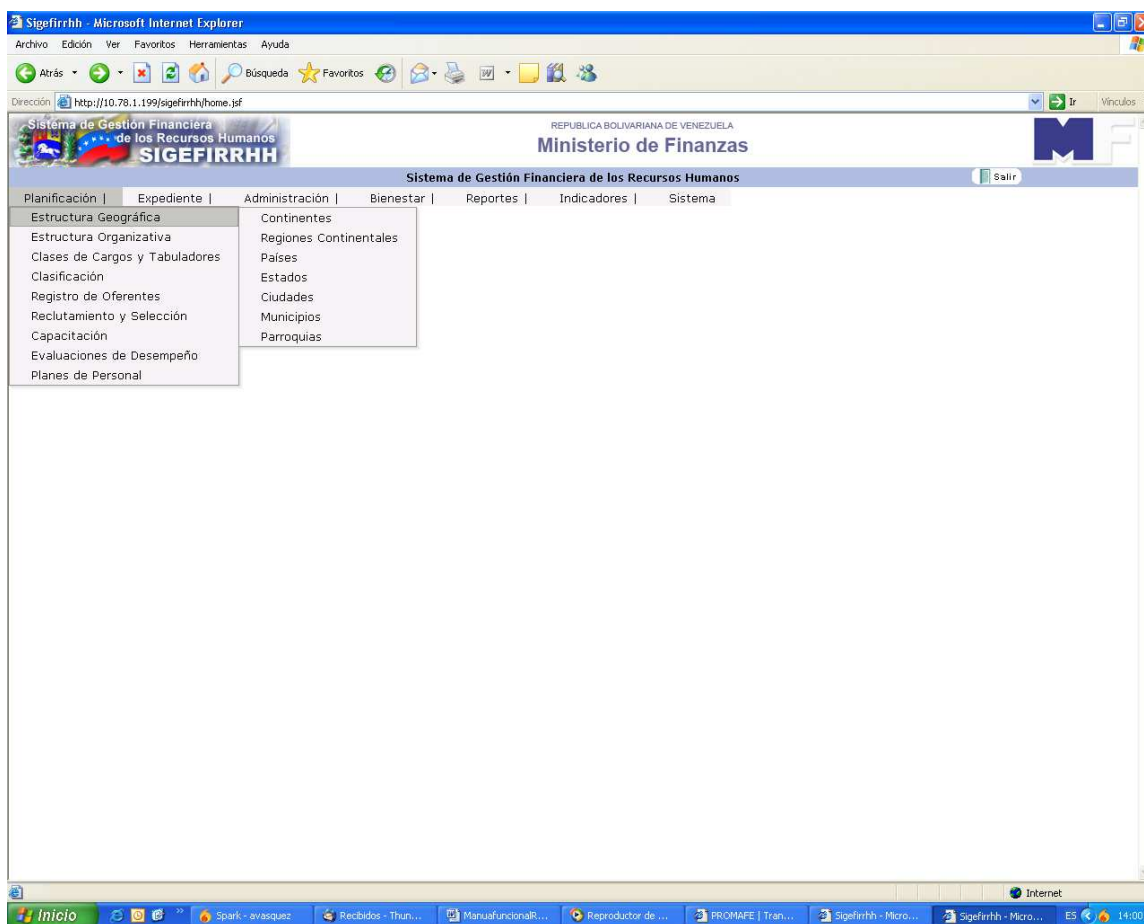 Sigefirrhh - Microsoft Internet Explorer
Archivo Edición Ver Favoritos Herramientas Ayuda
Atrás Búsqueda Favoritos
Dirección http://10.78.1.199/sigefirrhh/home.jsf Ir Vínculos
Sistema de Gestión Financiera
de los Recursos Humanos
SIGEFIRRHH
REPUBLICA BOLIVARIANA DE VENEZUELA
Ministerio de Finanzas
MF
Sistema de Gestión Financiera de los Recursos Humanos
Salir
Planificación | Expediente | Administración | Bienestar | Reportes | Indicadores | Sistema
Estructura Geográfica
Estructura Organizativa
Clases de Cargos y Tabuladores
Clasificación
Registro de Oferentes
Reclutamiento y Selección
Capacitación
Evaluaciones de Desempeño
Planes de Personal
Continentes
Regiones Continentales
Países
Estados
Ciudades
Municipios
Parroquias
Internet
Inicio Spark - avasquez Recibidos - Thun... ManuafuncionalR... Reproductor de ... PROMAFE | Tran... Sigefirrhh - Micro... Sigefirrhh - Micro... ES 14:00